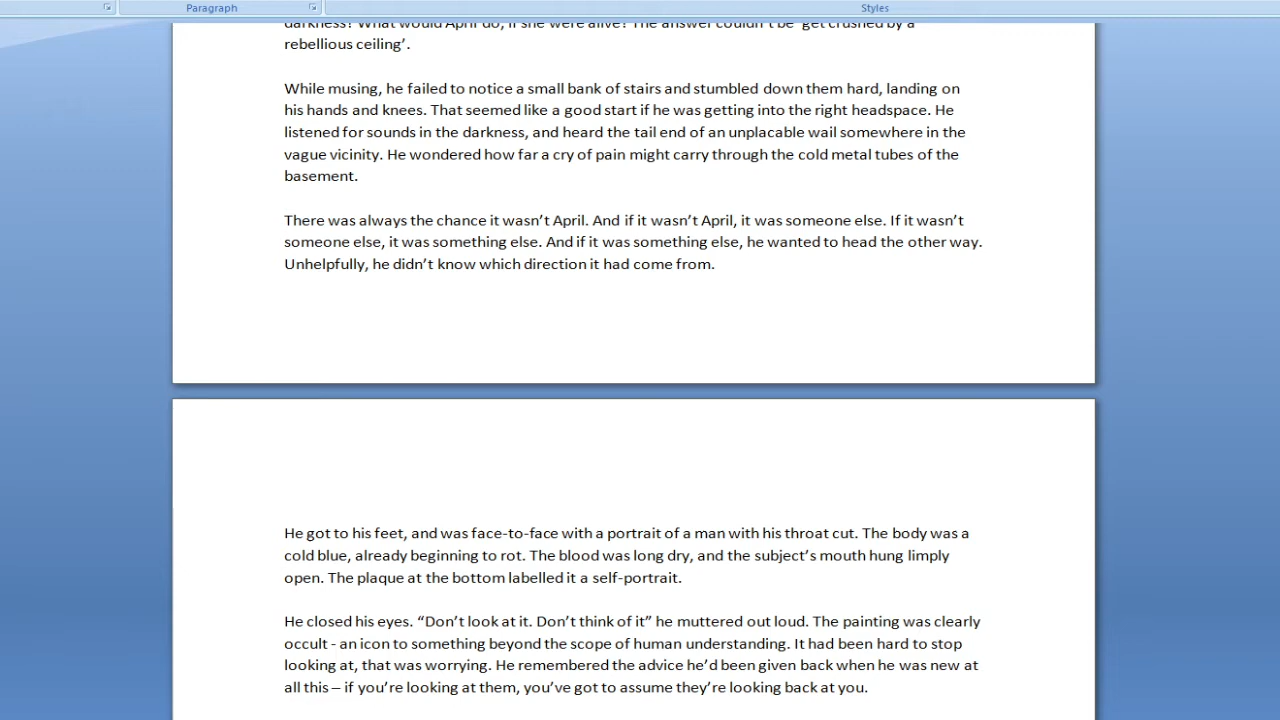 Paragraph
Styles
darkness? What would April do, if she were alive? The answer couldn't be 'get crushed by a
rebellious ceiling'.
While musing, he failed to notice a small bank of stairs and stumbled down them hard, landing on
his hands and knees. That seemed like a good start if he was getting into the right headspace. He
listened for sounds in the darkness, and heard the tail end of an unplacable wail somewhere in the
vague vicinity. He wondered how far a cry of pain might carry through the cold metal tubes of the
basement.
There was always the chance it wasn’t April. And if it wasn’t April, it was someone else. If it wasn’t
someone else, it was something else. And if it was something else, he wanted to head the other way.
Unhelpfully, he didn’t know which direction it had come from.
He got to his feet, and was face-to-face with a portrait of a man with his throat cut. The body was a
cold blue, already beginning to rot. The blood was long dry, and the subject’s mouth hung limply
open. The plaque at the bottom labelled it a self-portrait.
He closed his eyes. “Don’t look at it. Don’t think of it” he muttered out loud. The painting was clearly
occult - an icon to something beyond the scope of human understanding. It had been hard to stop
looking at, that was worrying. He remembered the advice he’d been given back when he was new at
all this – if you’re looking at them, you’ve got to assume they’re looking back at you.